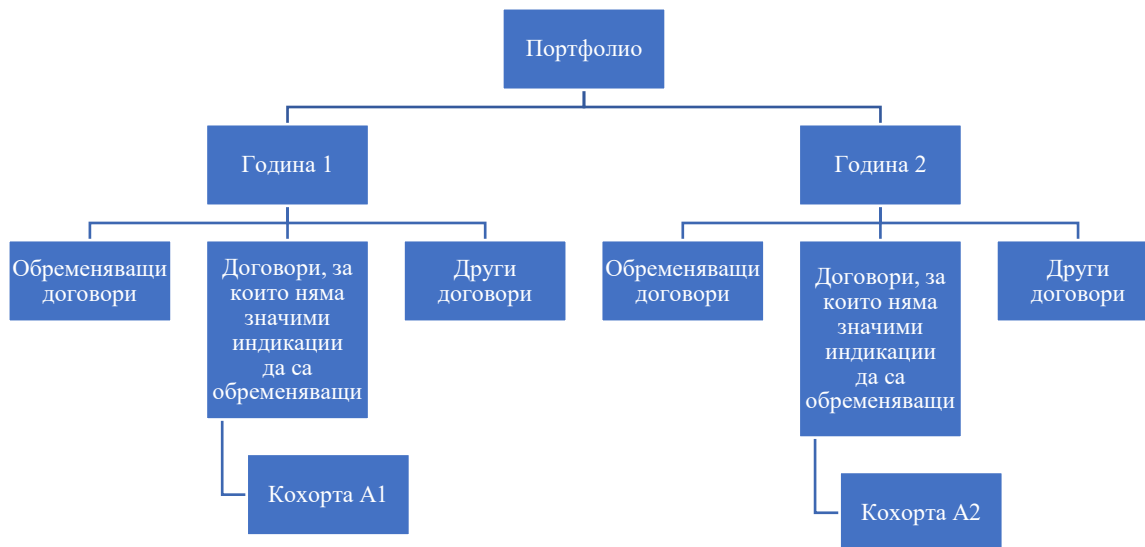 Портфолио
Година 1
Година 2
Обременяващи
договори
Договори, за
които няма
значими
индикации
да са
обременяващи
Други
договори
Обременяващи
договори
Договори, за
които няма
значими
индикации
да са
обременяващи
Други
договори
Кохорта А1
Кохорта А2